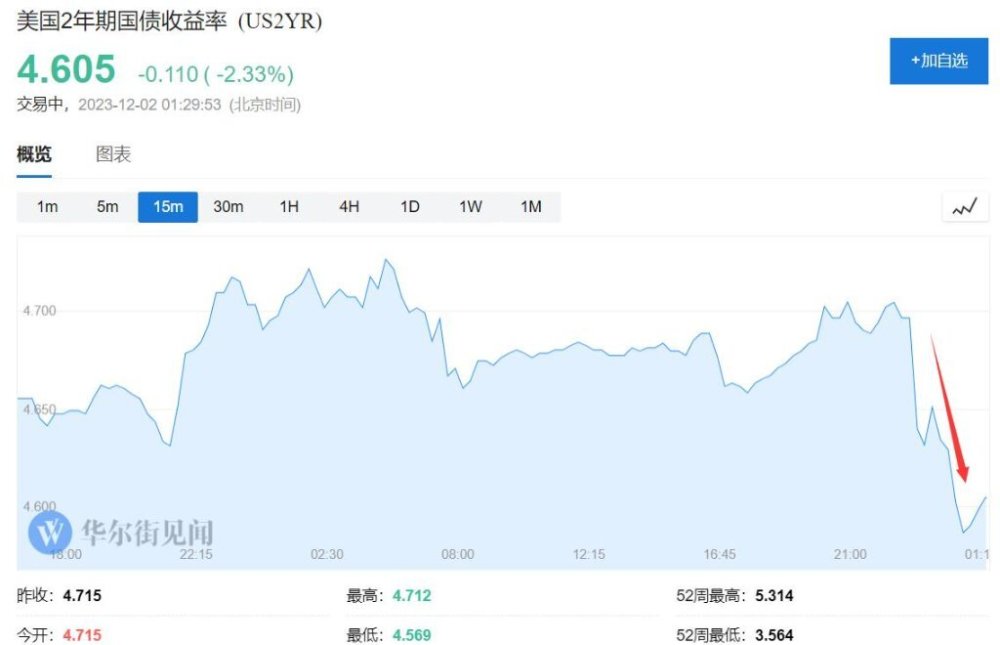 美国2年期国债收益率 (US2YR)
4.605 -0.110 ( -2.33%)
+加自选
交易中，2023-12-02 01:29:53 (北京时间)
概览 图表
1m 5m 15m 30m 1H 4H 1D 1W 1M
4.700
4.650
4.600
W 华尔街见闻
18:00 22:15 02:30 08:00 12:15 16:45 21:00 01:1
昨收： 4.715 最高： 4.712 52周最高： 5.314
今开： 4.715 最低： 4.569 52周最低： 3.564